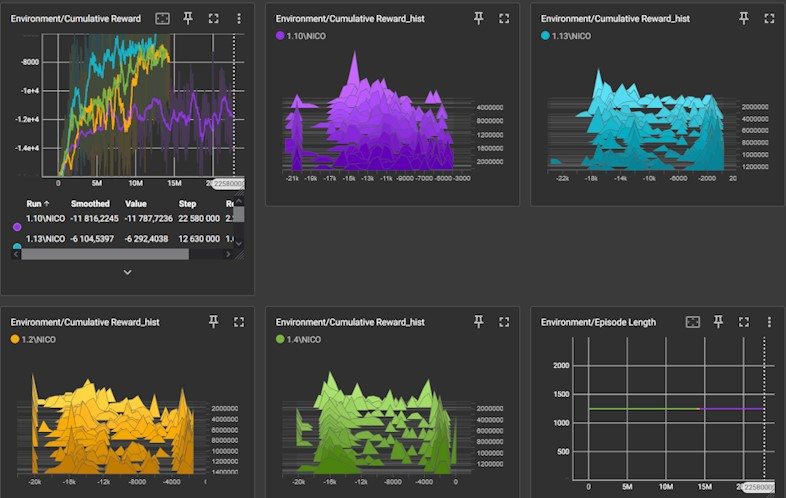 Environment/Cumulative Reward
-8000
-1e+4
-1.2e+4
-1.4e+4
0 5M 10M 15M 22580000
Run ↑ Smoothed Value Step
1.10\NICO -11 816,2245 -11 787,7236 22 580 000 2.
1.13\NICO -6 104,5397 -6 292,4038 12 630 000
Environment/Cumulative Reward_hist
1.10\NICO
4000000
8000000
1200000
1600000
2000000
-21k -19k -17k -15k -13k -11k -9000 -7000 -5000 -3000
Environment/Cumulative Reward_hist
1.13\NICO
2000000
4000000
6000000
8000000
1000000
1200000
-22k -18k -14k -10k -6000 -2000 20
Environment/Cumulative Reward_hist
1.2\NICO
2000000
4000000
6000000
8000000
1000000
1200000
1400000
-20k -16k -12k -8000 -4000
Environment/Cumulative Reward_hist
1.4\NICO
2000000
4000000
6000000
8000000
1000000
1200000
-20k -16k -12k -8000 -4000 0
Environment/Episode Length
2000
1500
1000
500
0 5M 10M 15M 22580000